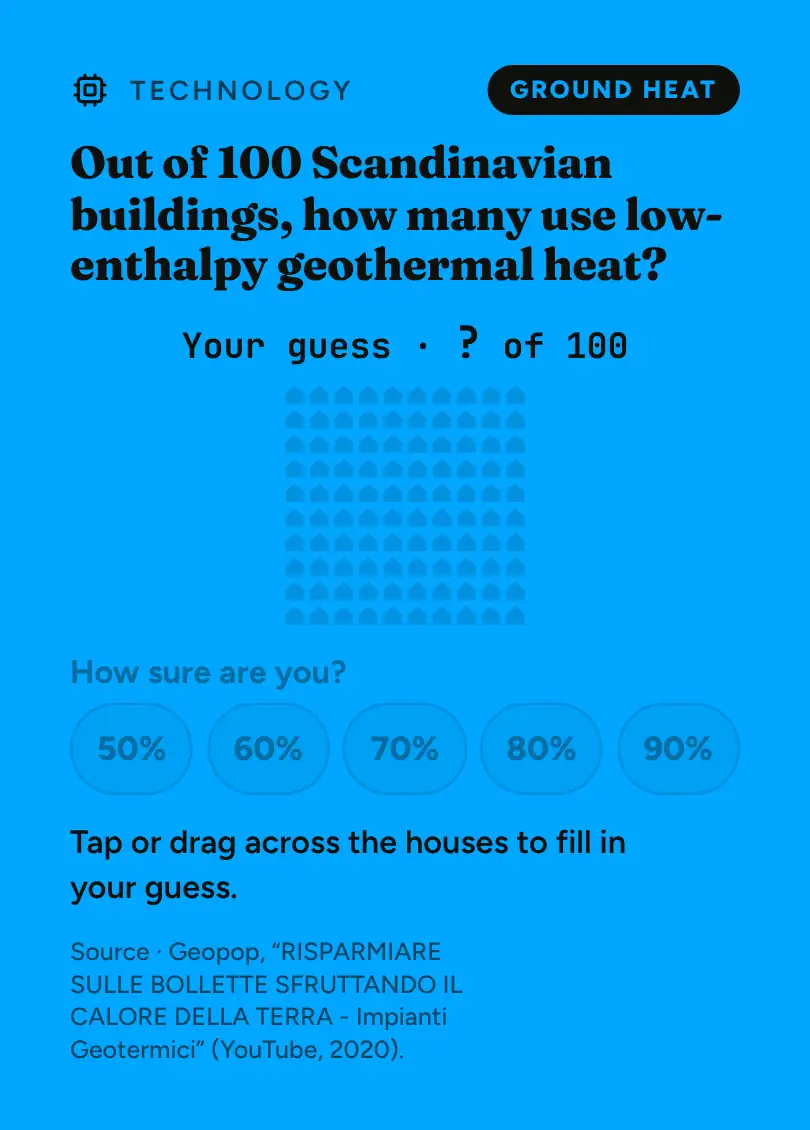 TECHNOLOGY
GROUND HEAT
Out of 100 Scandinavian
buildings, how many use low-
enthalpy geothermal heat?
Your guess · ? of 100
How sure are you?
50%
60%
70%
80%
90%
Tap or drag across the houses to fill in
your guess.
Source · Geopop, “RISPARMIARE
SULLE BOLLETTE SFRUTTANDO IL
CALORE DELLA TERRA - Impianti
Geotermici” (YouTube, 2020).